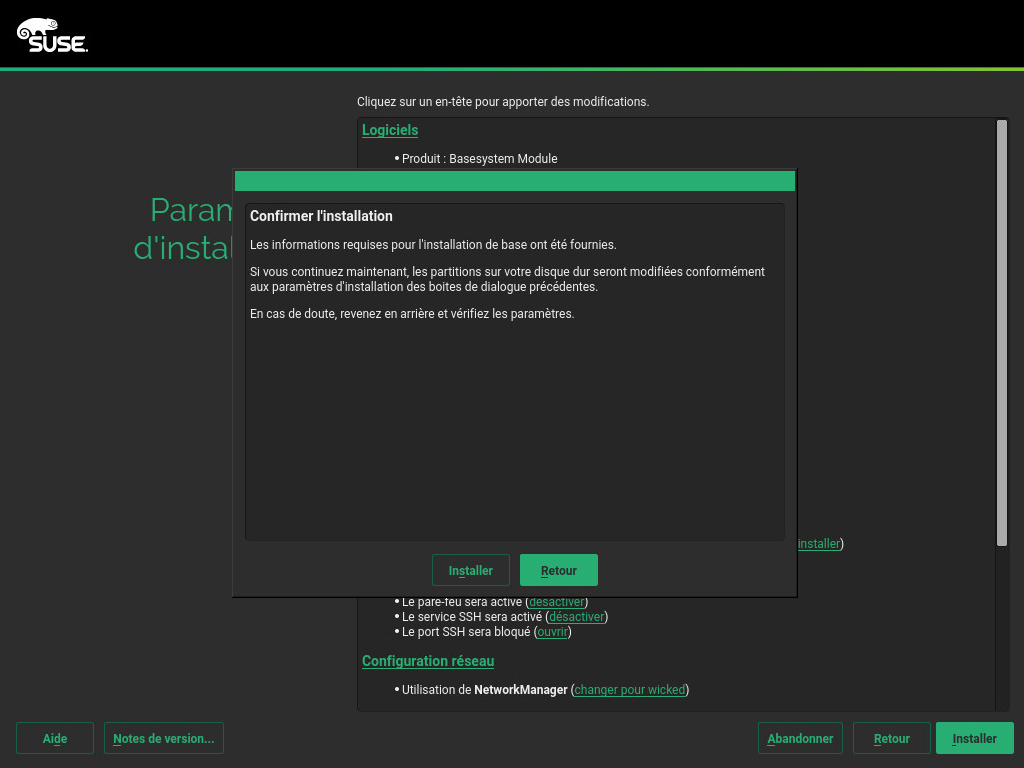 SUSE.
Cliquez sur un en-tête pour apporter des modifications.
Logiciels
• Produit : Basesystem Module
Confirmer l'installation
Les informations requises pour l'installation de base ont été fournies.
Si vous continuez maintenant, les partitions sur votre disque dur seront modifiées conformément
aux paramètres d'installation des boites de dialogue précédentes.
En cas de doute, revenez en arrière et vérifiez les paramètres.
installer)
Installer
Retour
• Le pare-feu sera activé (désactiver)
• Le service SSH sera activé (désactiver)
• Le port SSH sera bloqué (ouvrir)
Configuration réseau
• Utilisation de NetworkManager (changer pour wicked)
Aide
Notes de version...
Abandonner
Retour
Installer